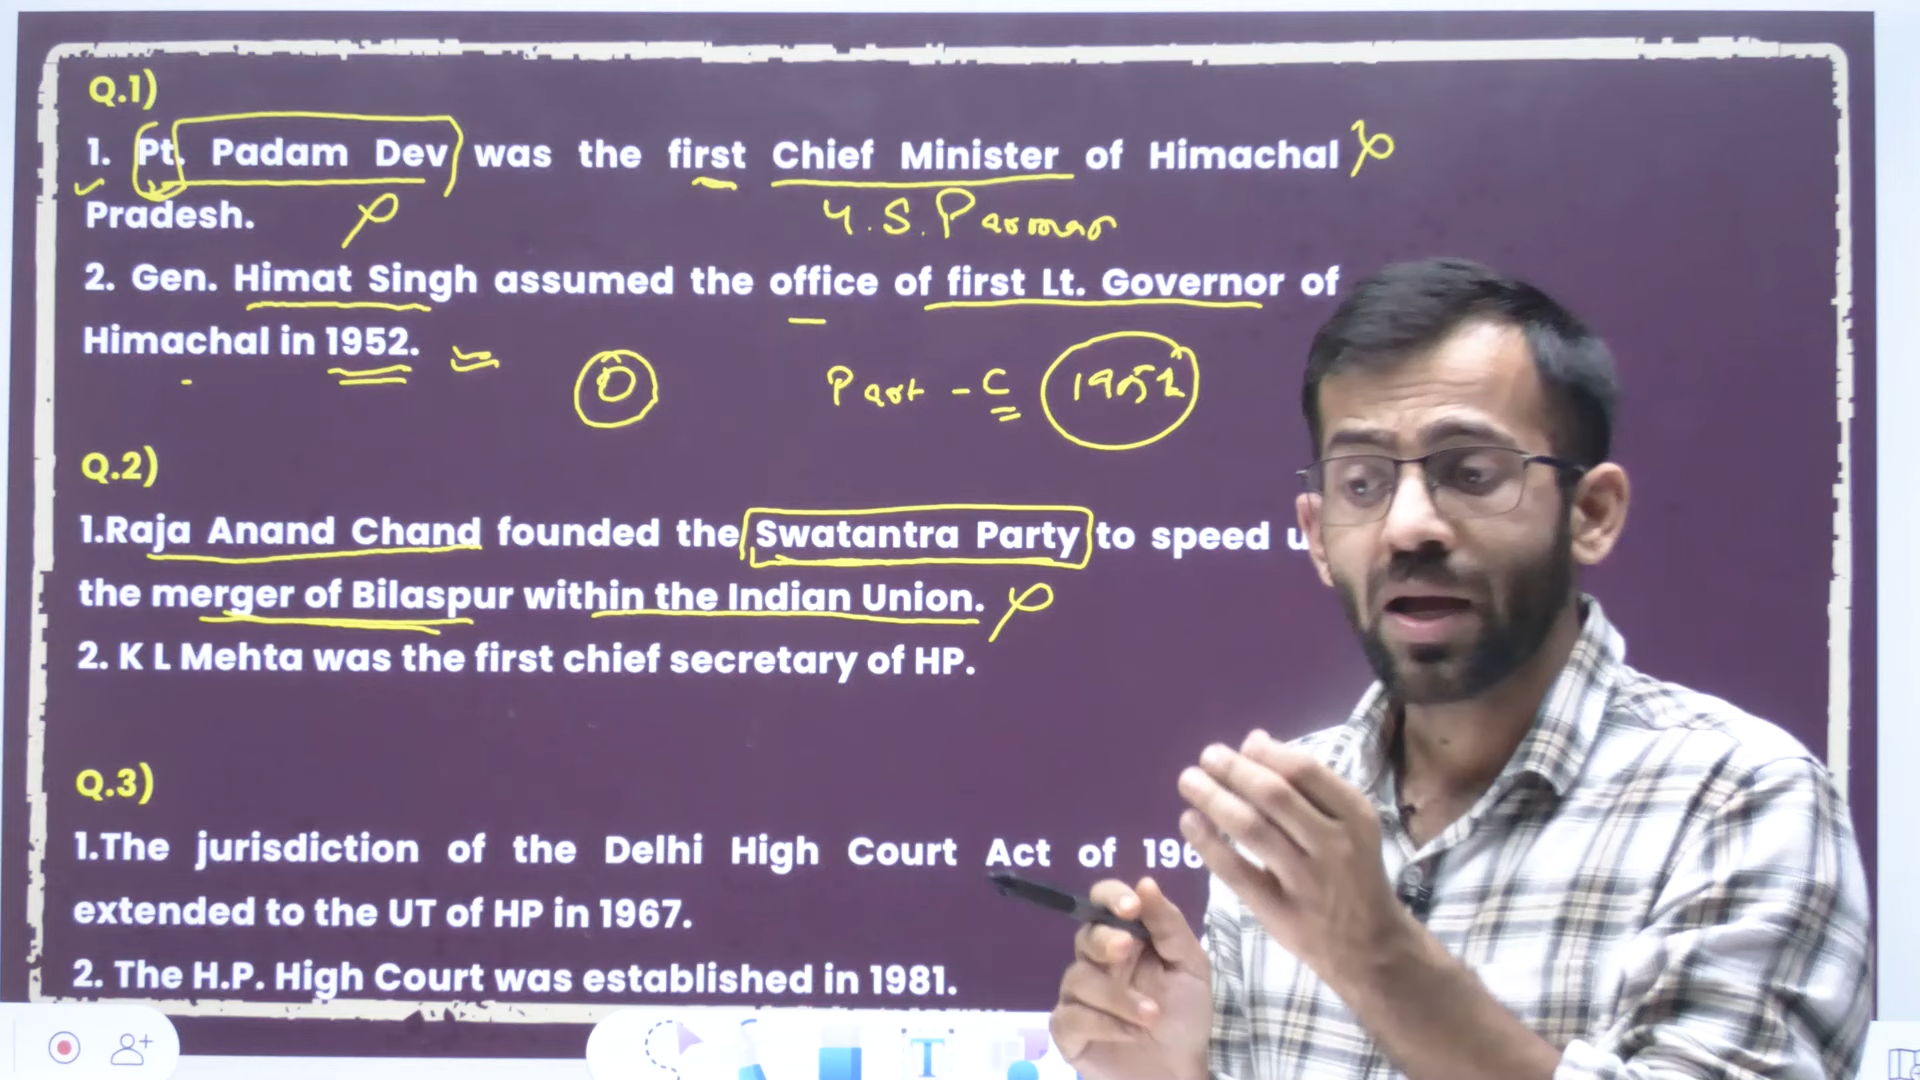 Q.1)
1. Pt. Padam Dev was the first Chief Minister of Himachal
Pradesh.
Y.S.Parmar
2. Gen. Himat Singh assumed the office of first Lt. Governor of
Himachal in 1952.
Part - C 1952
Q.2)
1.Raja Anand Chand founded the Swatantra Party to speed u
the merger of Bilaspur within the Indian Union.
2. K L Mehta was the first chief secretary of HP.
Q.3)
1.The jurisdiction of the Delhi High Court Act of 196
extended to the UT of HP in 1967.
2. The H.P. High Court was established in 1981.
T